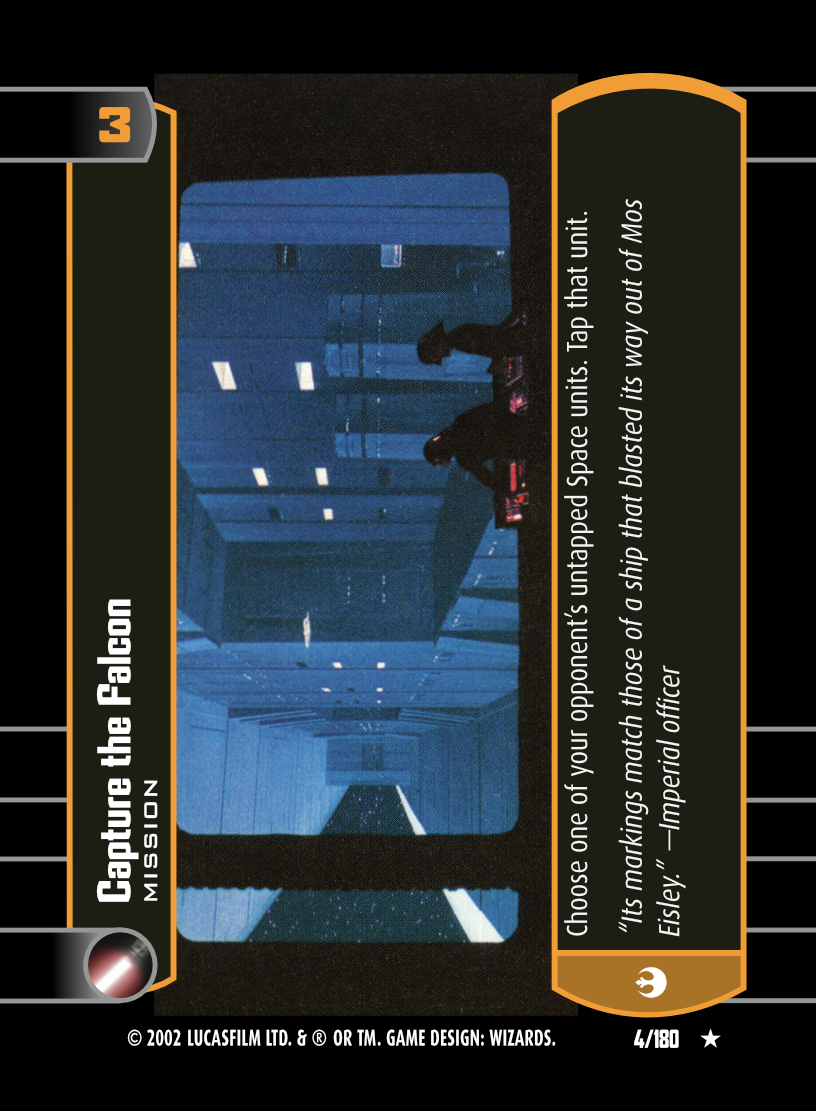 Capture the Falcon
3
MISSION
Choose one of your opponent's untapped Space units. Tap that unit.
“Its markings match those of a ship that blasted its way out of Mos
Eisley.” —Imperial officer
© 2002 LUCASFILM LTD. & ® OR TM. GAME DESIGN: WIZARDS.
4/180 ★